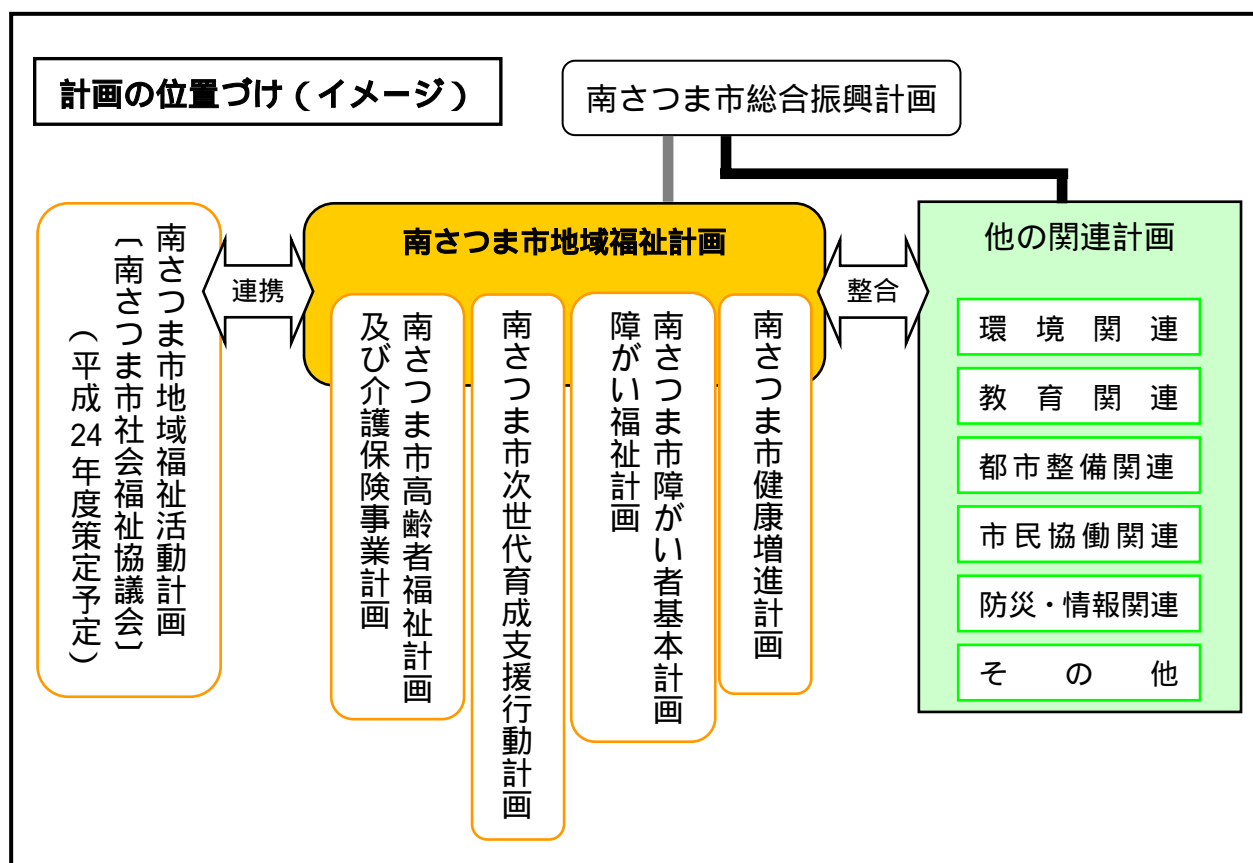 計画の位置づけ（イメージ）
南さつま市総合振興計画
南さつま市地域福祉活動計画
〔南さつま市社会福祉協議会〕
（平成24年度策定予定）
連携
南さつま市地域福祉計画
南さつま市高齢者福祉計画
及び介護保険事業計画
南さつま市次世代育成支援行動計画
南さつま市障がい者基本計画
障がい福祉計画
南さつま市健康増進計画
整合
他の関連計画
環境関連
教育関連
都市整備関連
市民協働関連
防災・情報関連
その他